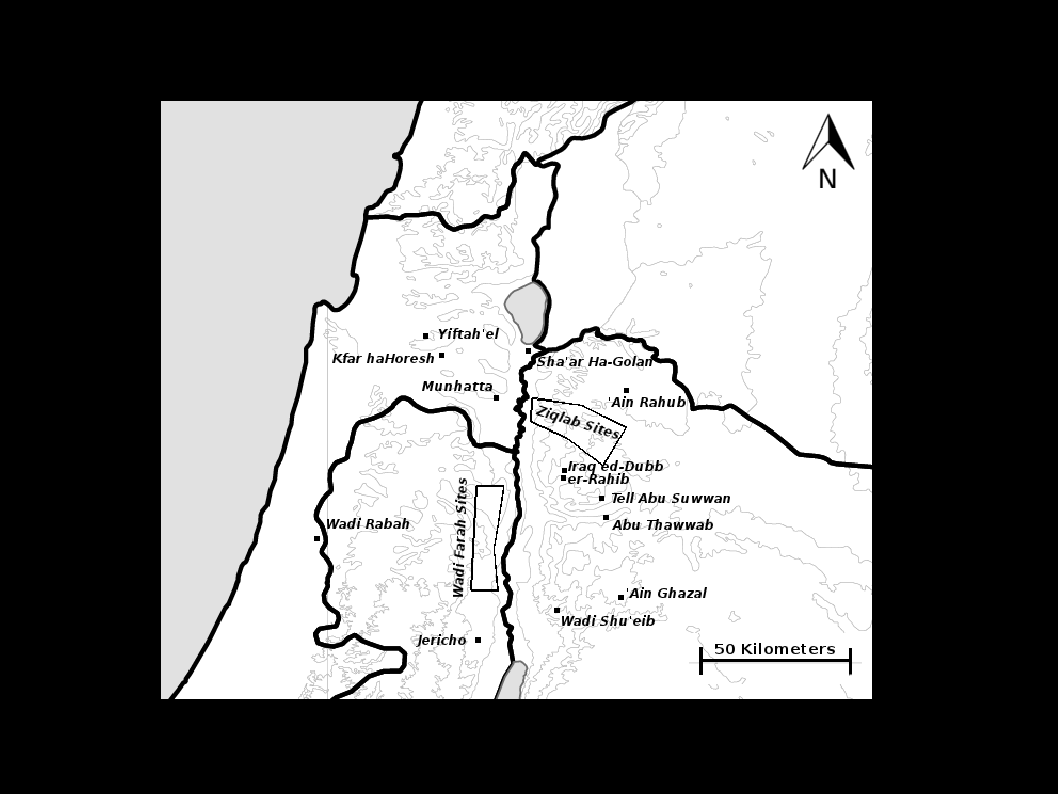 N
Yiftah'el
Kfar haHoresh
Sha'ar Ha-Golan
Munhatta
'Ain Rahub
Ziqlab Sites
Iraq ed-Dubb
er-Rahib
Wadi Farah Sites
Tell Abu Suwwan
Wadi Rabah
Abu Thawwab
'Ain Ghazal
Wadi Shu'eib
Jericho
50 Kilometers